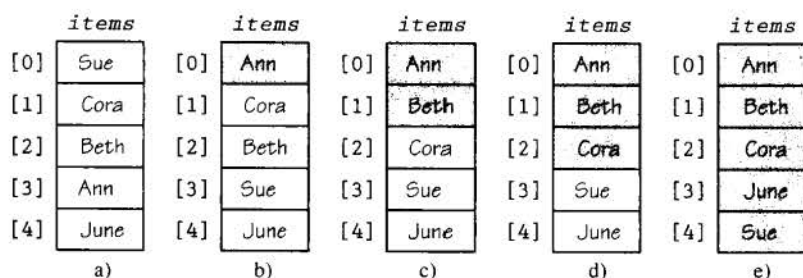 items items items items items
[0] Sue [0] Ann [0] Ann [0] Ann [0] Ann
[1] Cora [1] Cora [1] Beth [1] Beth [1] Beth
[2] Beth [2] Beth [2] Cora [2] Cora [2] Cora
[3] Ann [3] Sue [3] Sue [3] Sue [3] June
[4] June [4] June [4] June [4] June [4] Sue
a) b) c) d) e)